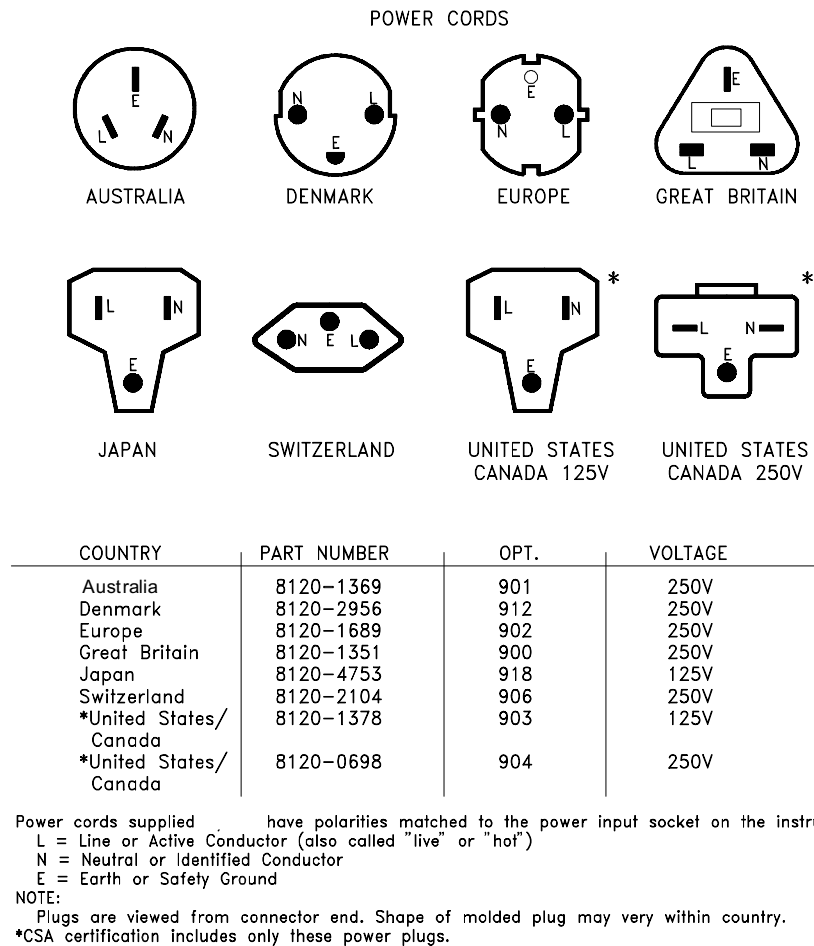 POWER CORDS
E
L N
AUSTRALIA
N L
E
DENMARK
E
N L
EUROPE
E
L N
GREAT BRITAIN
L N
E
JAPAN
N E L
SWITZERLAND
*
L N
E
UNITED STATES
CANADA 125V
*
L N
E
UNITED STATES
CANADA 250V
COUNTRY PART NUMBER OPT. VOLTAGE
Australia 8120-1369 901 250V
Denmark 8120-2956 912 250V
Europe 8120-1689 902 250V
Great Britain 8120-1351 900 250V
Japan 8120-4753 918 125V
Switzerland 8120-2104 906 250V
*United States/ 8120-1378 903 125V
Canada
*United States/ 8120-0698 904 250V
Canada
Power cords supplied have polarities matched to the power input socket on the instru
L = Line or Active Conductor (also called "live" or "hot")
N = Neutral or Identified Conductor
E = Earth or Safety Ground
NOTE:
Plugs are viewed from connector end. Shape of molded plug may very within country.
*CSA certification includes only these power plugs.